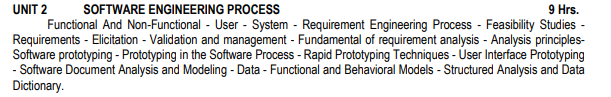 UNIT 2 SOFTWARE ENGINEERING PROCESS 9 Hrs.
Functional And Non-Functional - User - System - Requirement Engineering Process - Feasibility Studies -
Requirements - Elicitation - Validation and management - Fundamental of requirement analysis - Analysis principles-
Software prototyping - Prototyping in the Software Process - Rapid Prototyping Techniques - User Interface Prototyping
- Software Document Analysis and Modeling - Data - Functional and Behavioral Models - Structured Analysis and Data
Dictionary.